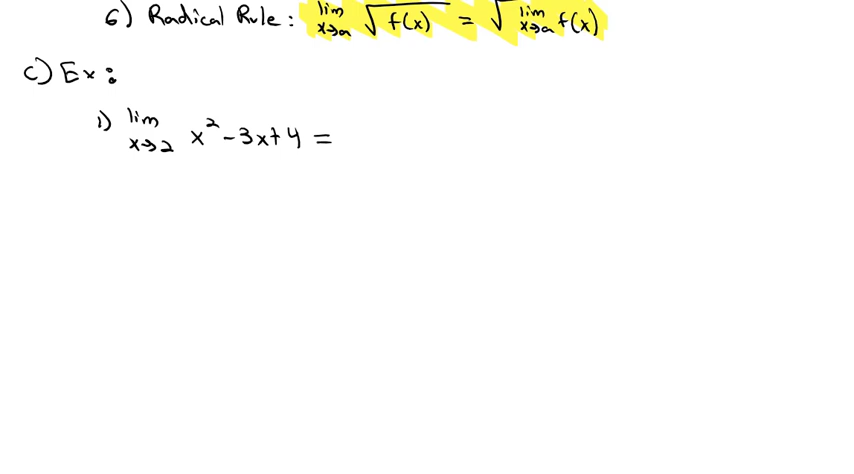 6) Radical Rule: lim x→a √f(x) = √lim x→a f(x)
C) Ex:
1) lim x→2 x² - 3x + 4 =